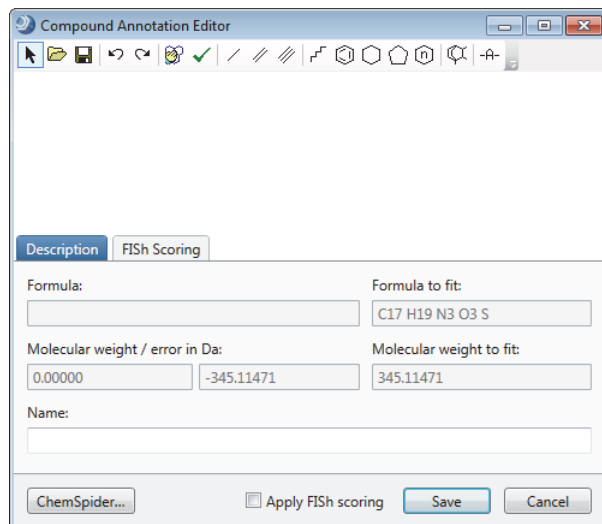 Compound Annotation Editor
n -A-
Description FISh Scoring
Formula: Formula to fit:
C17 H19 N3 O3 S
Molecular weight / error in Da: Molecular weight to fit:
0.00000 -345.11471 345.11471
Name:
ChemSpider... Apply FISh scoring Save Cancel